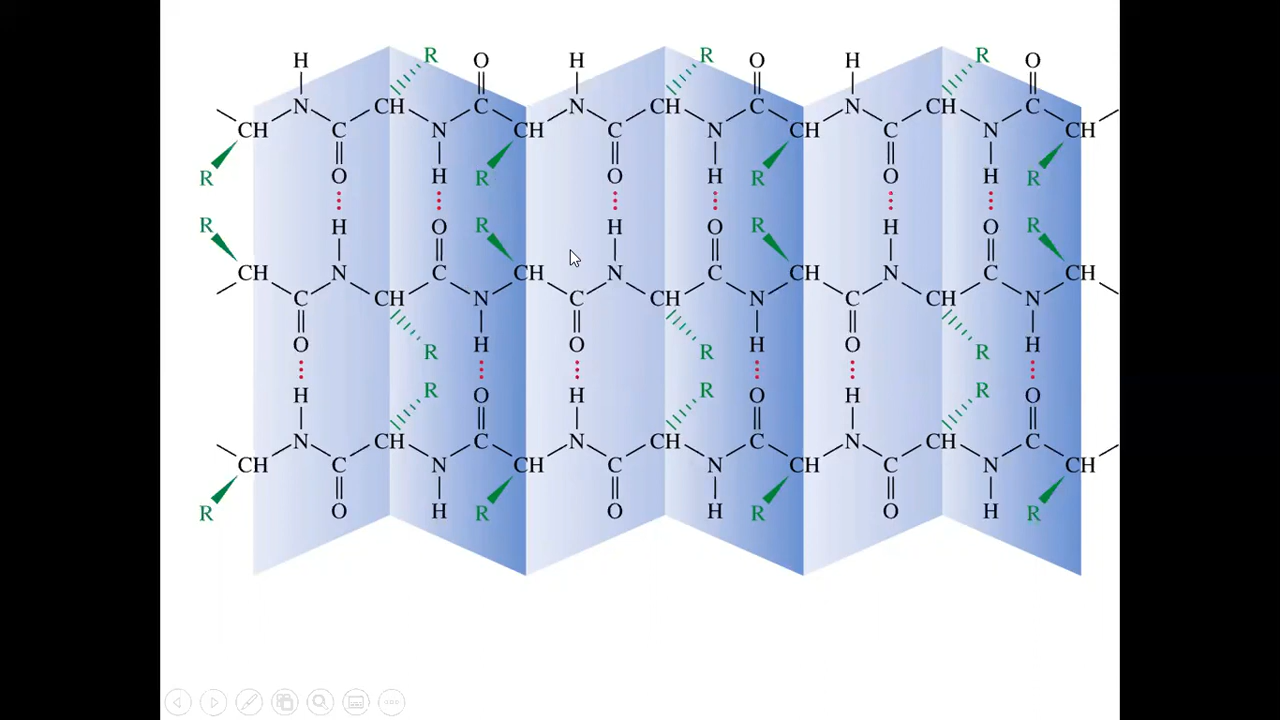 H R O H R O H R O
N CH C N CH C N CH C
CH C N CH C N CH C N CH
R O H R O H R O H R
R H O R H O R H O R
CH N C CH N C CH N C CH
C CH N C CH N C CH N
O R H O R H O R H
H R O H R O H R O
N CH C N CH C N CH C
CH C N CH C N CH C N CH
R O H R O H R O H R